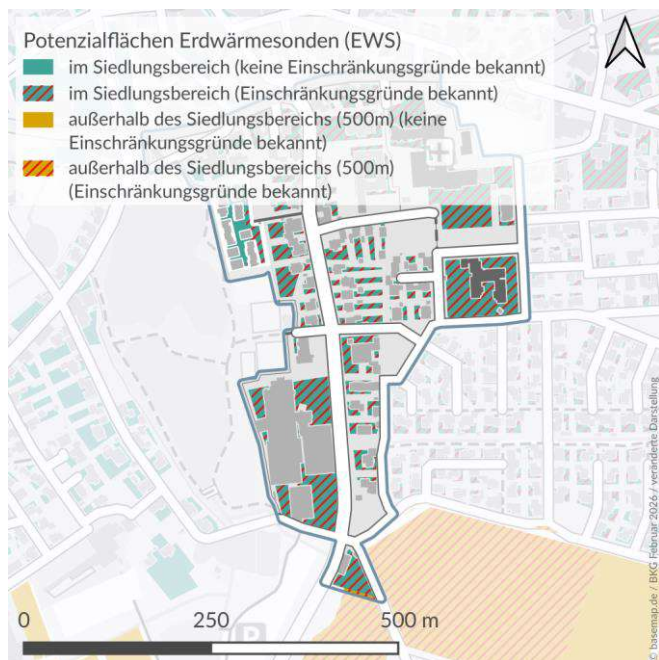 Potenzialflächen Erdwärmesonden (EWS)
im Siedlungsbereich (keine Einschränkungsgründe bekannt)
im Siedlungsbereich (Einschränkungsgründe bekannt)
außerhalb des Siedlungsbereichs (500m) (keine
Einschränkungsgründe bekannt)
außerhalb des Siedlungsbereichs (500m)
(Einschränkungsgründe bekannt)
P
0 250 500 m
© basemap.de / BKG Februar 2026 / veränderte Darstellung